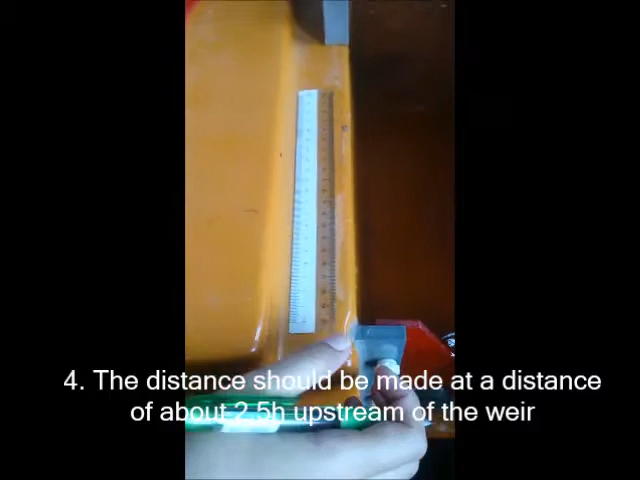 4. The distance should be made at a distance
of about 2.5h upstream of the weir